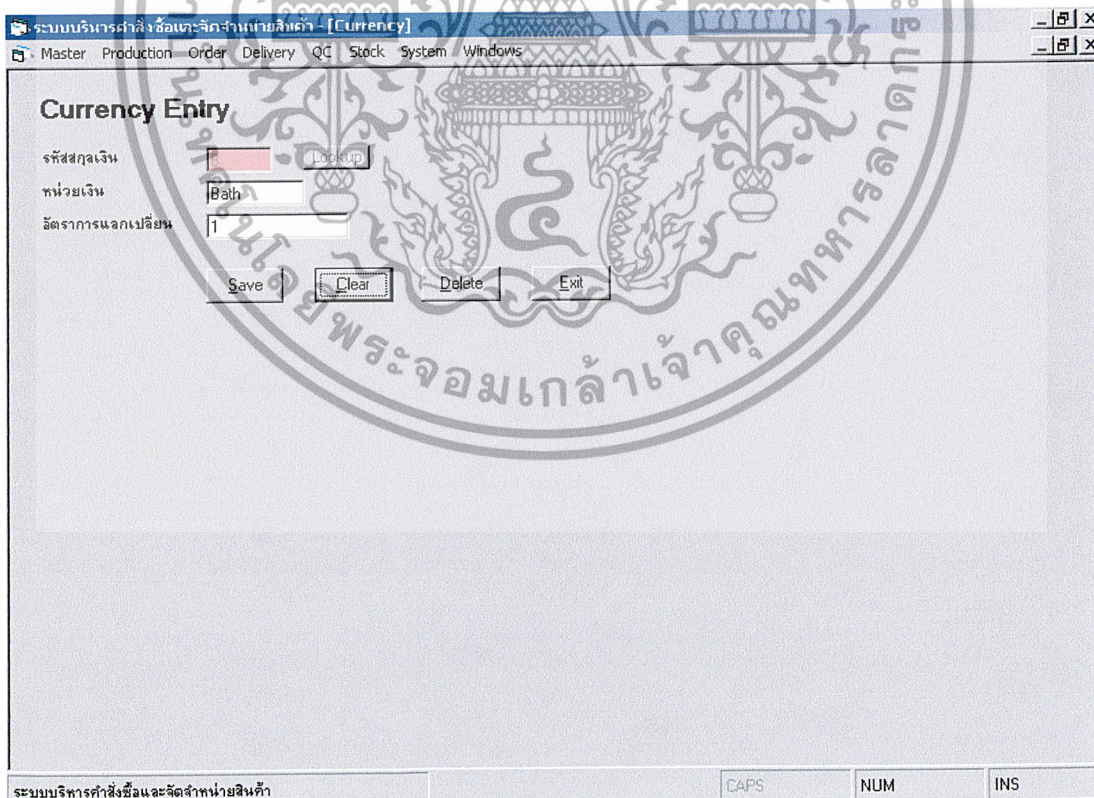 ระบบบริหารคำสั่งซื้อและจัดจำหน่ายสินค้า - [Currency]
Master Production Order Delivery QC Stock System Windows
Currency Entry
รหัสสกุลเงิน Lookup
หน่วยเงิน Bath
อัตราการแลกเปลี่ยน 1
Save Clear Delete Exit
พระจอมเกล้าเจ้าคุณทหารลาดกระ
ระบบบริหารคำสั่งซื้อและจัดจำหน่ายสินค้า CAPS NUM INS